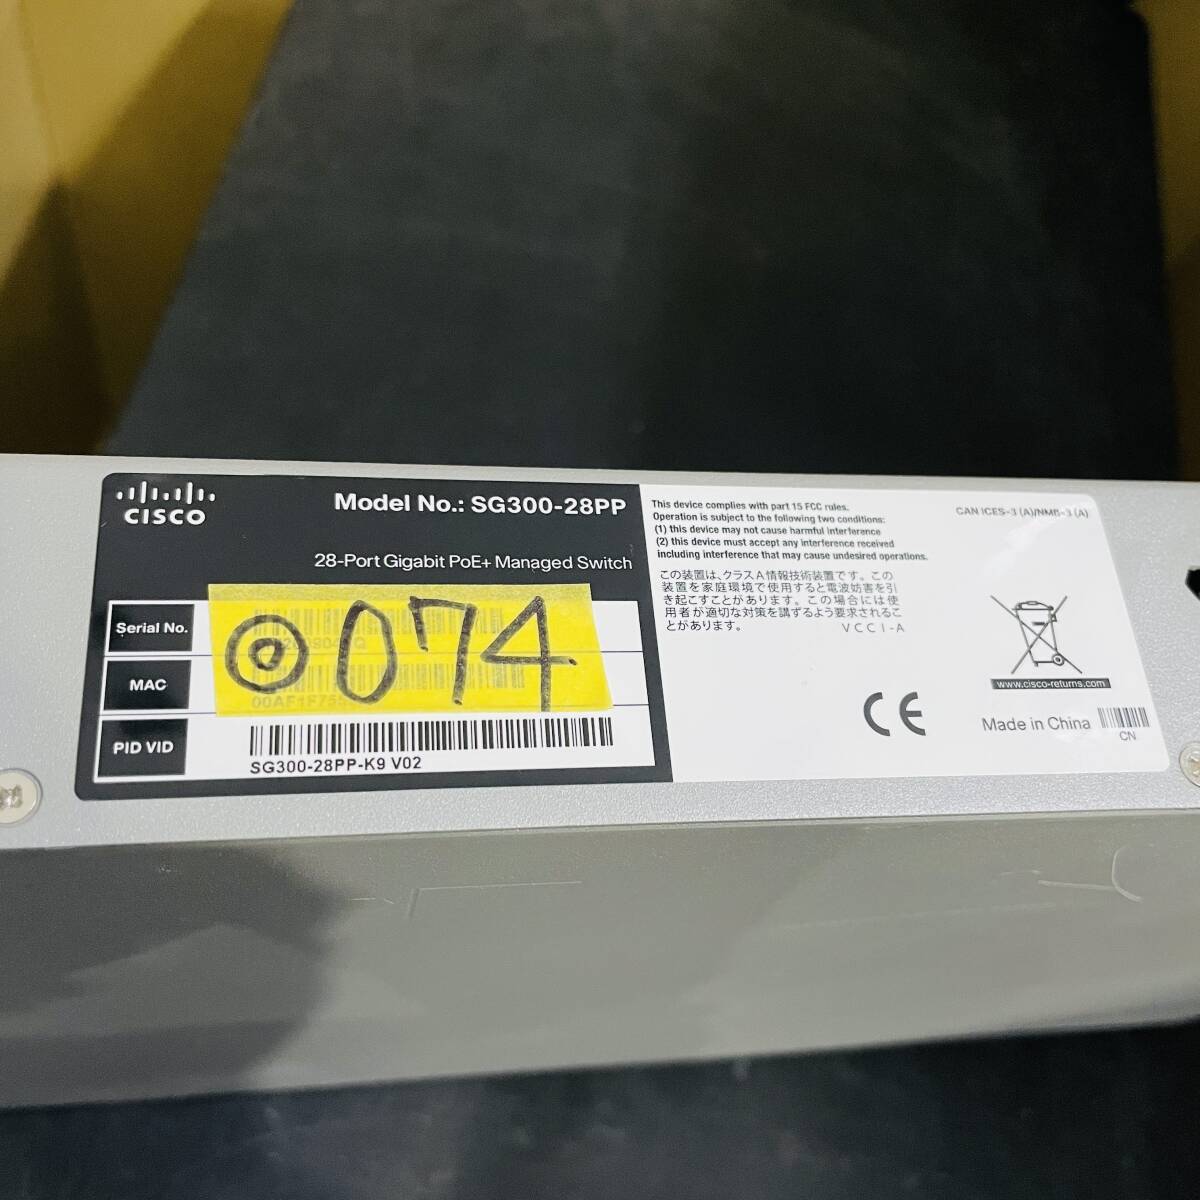 CISCO
Model No.: SG300-28PP
28-Port Gigabit PoE+ Managed Switch
Serial No.
◎074
MAC
PID VID
SG300-28PP-K9 V02
This device complies with part 15 FCC rules.
Operation is subject to the following two conditions:
(1) this device may not cause harmful interference
(2) this device must accept any interference received
including interference that may cause undesired operations.
CAN ICES-3 (A)/NMB-3 (A)
この装置は、クラスA情報技術装置です。この
装置を家庭環境で使用すると電波妨害を引
き起こすことがあります。この場合には使
用者が適切な対策を講するよう要求されるこ
とがあります。 VCCI-A
www.cisco-returns.com
Made in China
CN